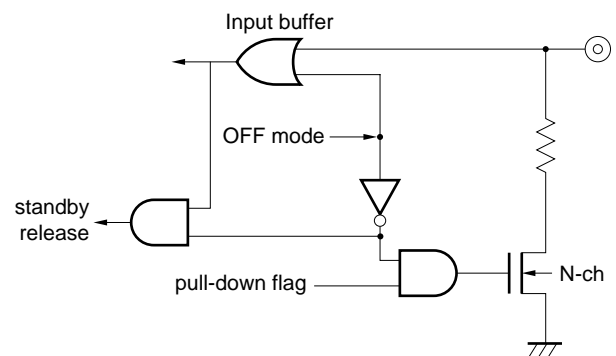 Input buffer
OFF mode
standby
release
pull-down flag
N-ch